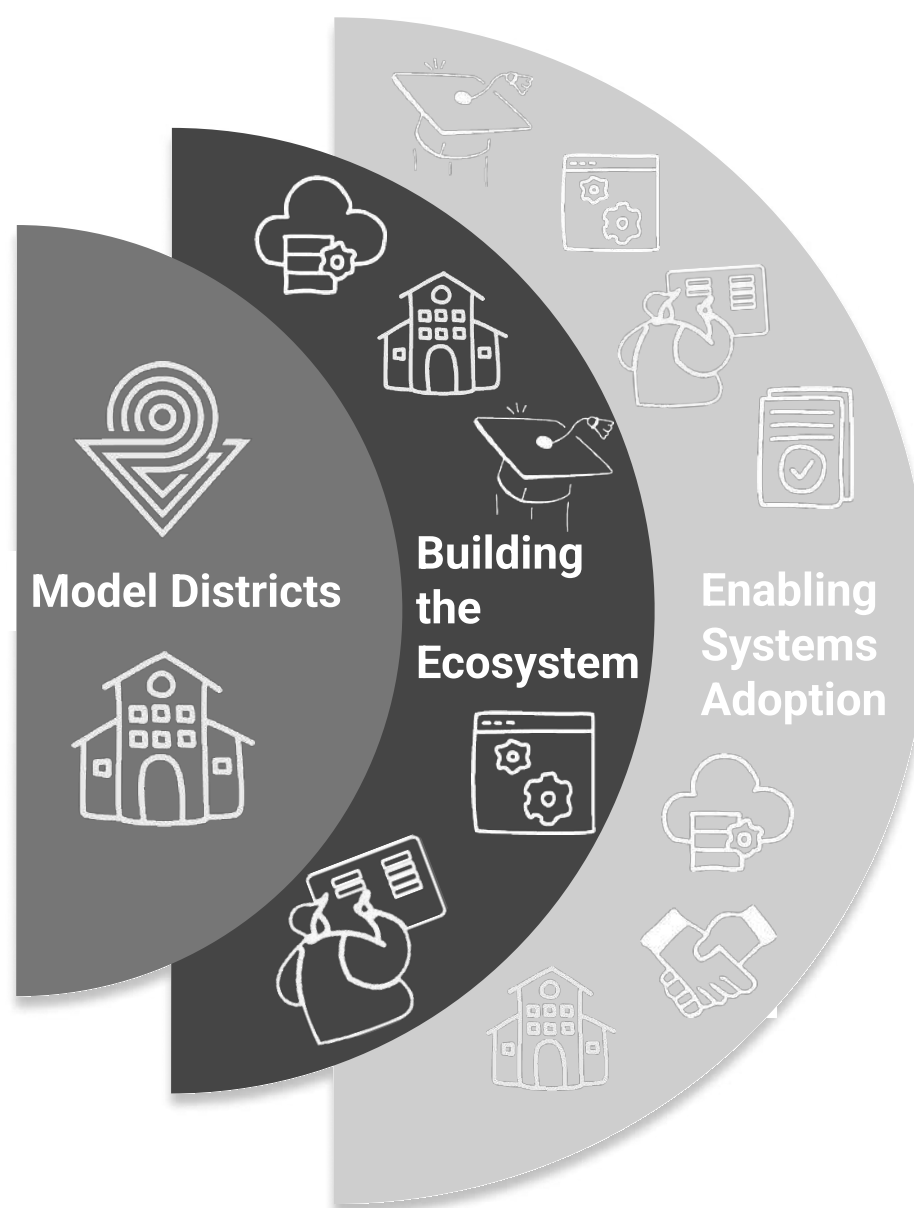 Model Districts
Building
the
Ecosystem
Enabling
Systems
Adoption